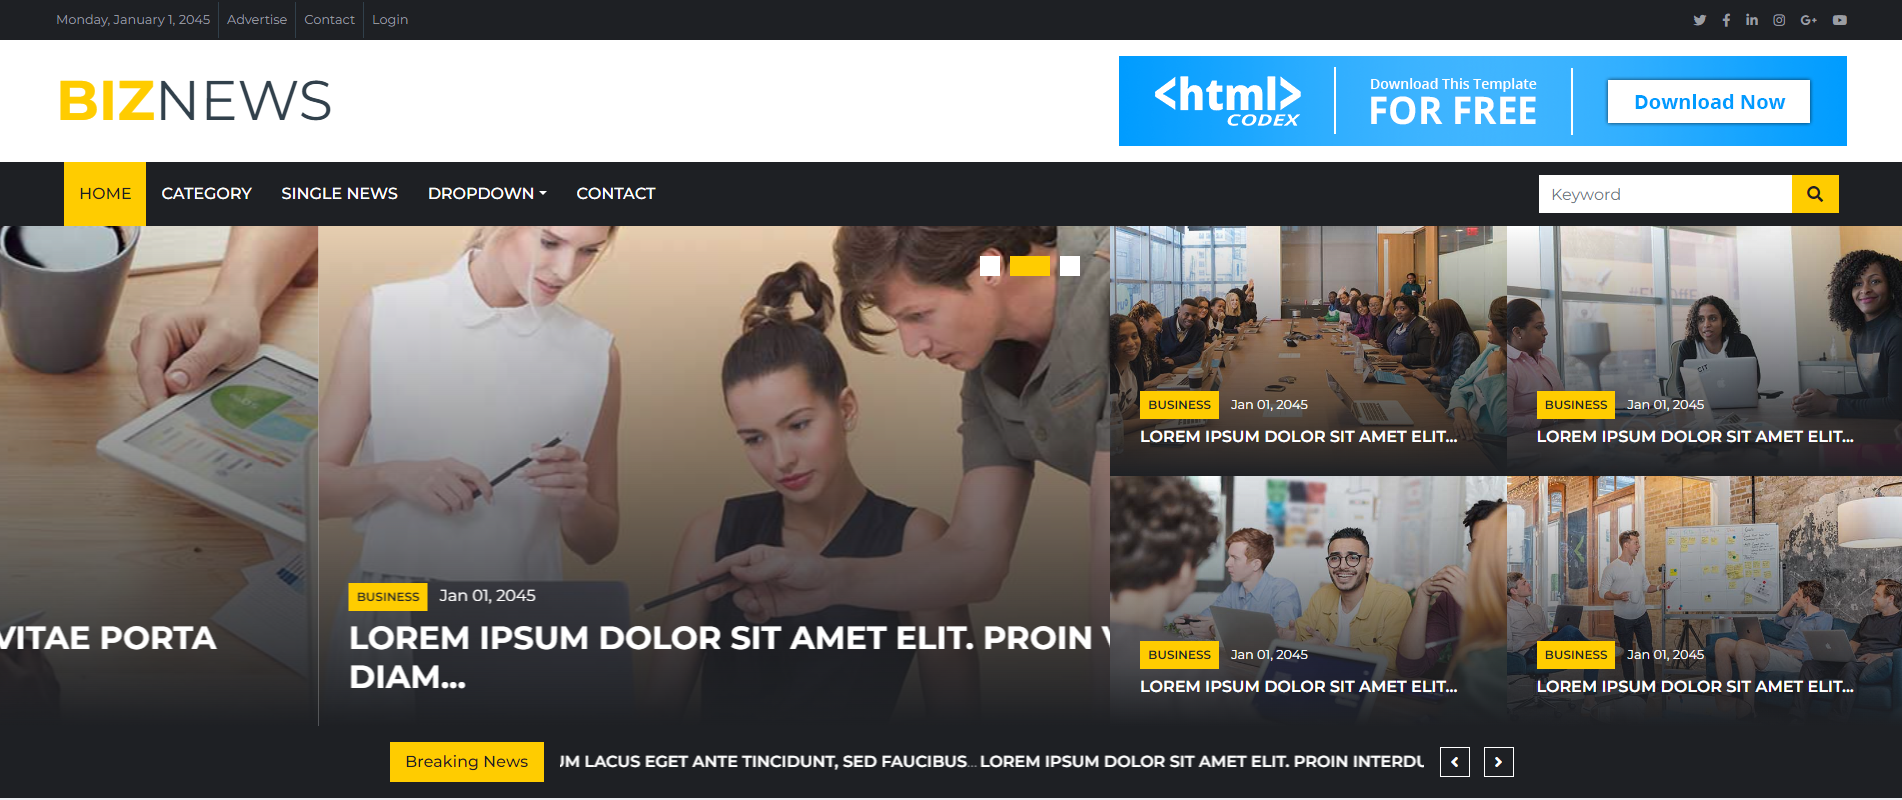 Monday, January 1, 2045 Advertise Contact Login
BIZNEWS
<html>
CODEX
Download This Template
FOR FREE
Download Now
HOME CATEGORY SINGLE NEWS DROPDOWN CONTACT
Keyword
VITAE PORTA
BUSINESS Jan 01, 2045
LOREM IPSUM DOLOR SIT AMET ELIT. PROIN
DIAM...
BUSINESS Jan 01, 2045
LOREM IPSUM DOLOR SIT AMET ELIT...
BUSINESS Jan 01, 2045
LOREM IPSUM DOLOR SIT AMET ELIT...
BUSINESS Jan 01, 2045
LOREM IPSUM DOLOR SIT AMET ELIT...
BUSINESS Jan 01, 2045
LOREM IPSUM DOLOR SIT AMET ELIT...
Breaking News
LACUS EGET ANTE TINCIDUNT, SED FAUCIBUS... LOREM IPSUM DOLOR SIT AMET ELIT. PROIN